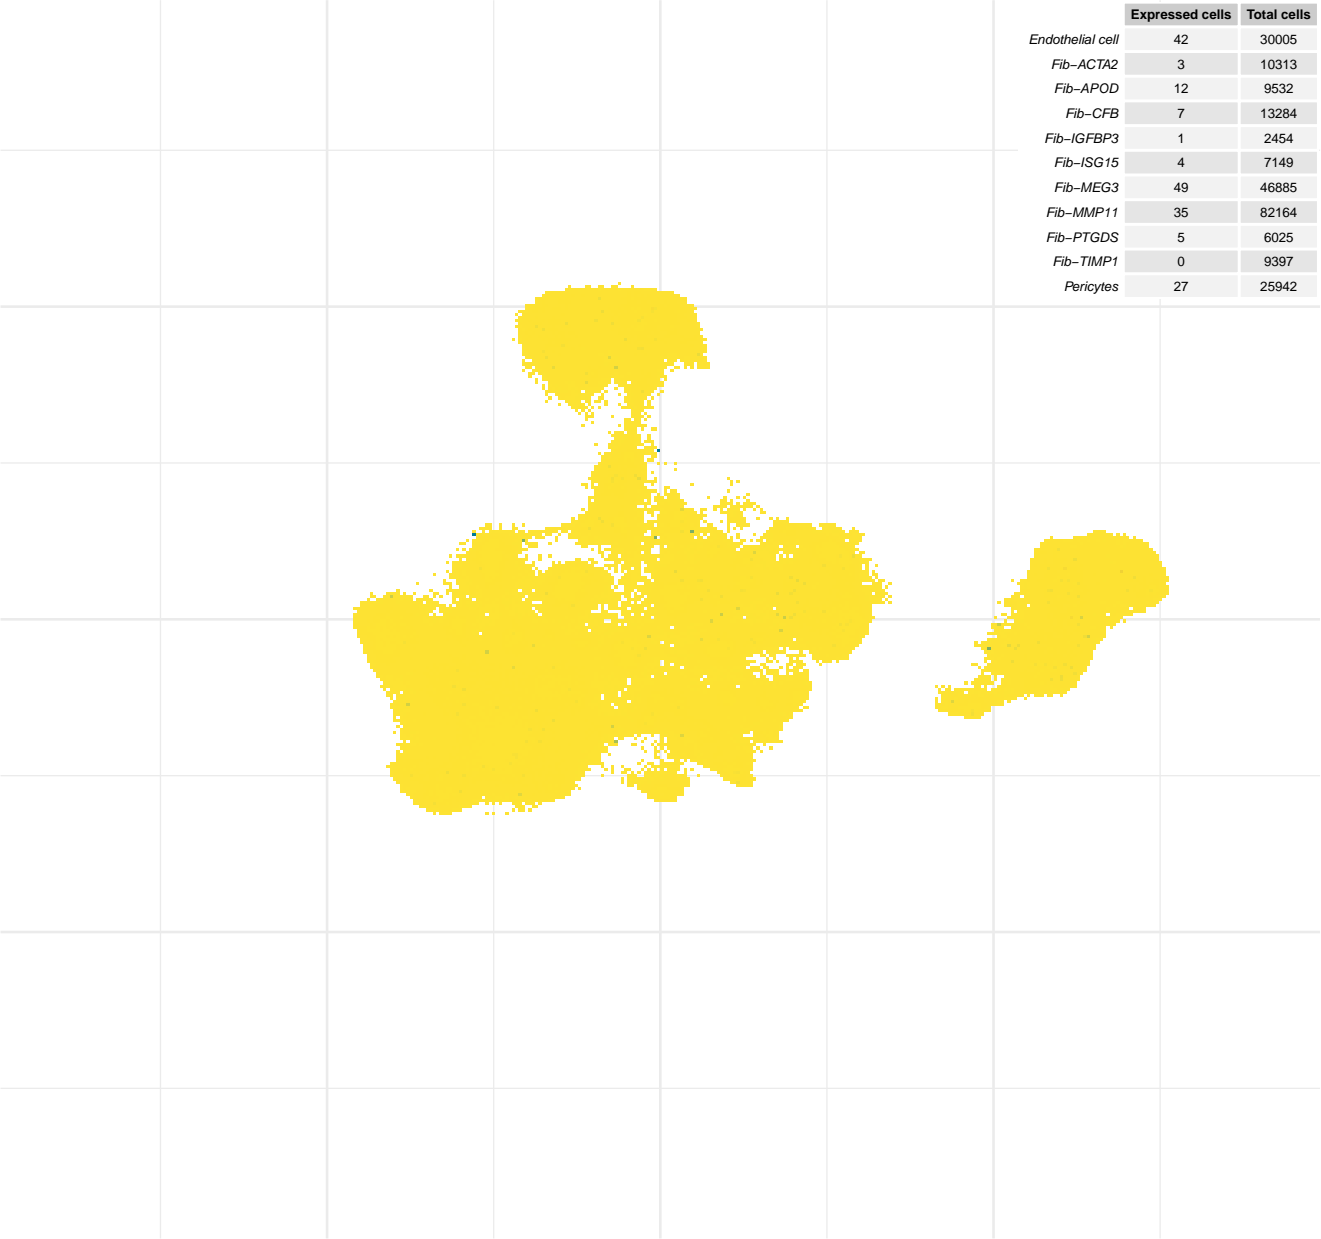 Expressed cells Total cells
Endothelial cell 42 30005
Fib−ACTA2 3 10313
Fib−APOD 12 9532
Fib−CFB 7 13284
Fib−IGFBP3 1 2454
Fib−ISG15 4 7149
Fib−MEG3 49 46885
Fib−MMP11 35 82164
Fib−PTGDS 5 6025
Fib−TIMP1 0 9397
Pericytes 27 25942